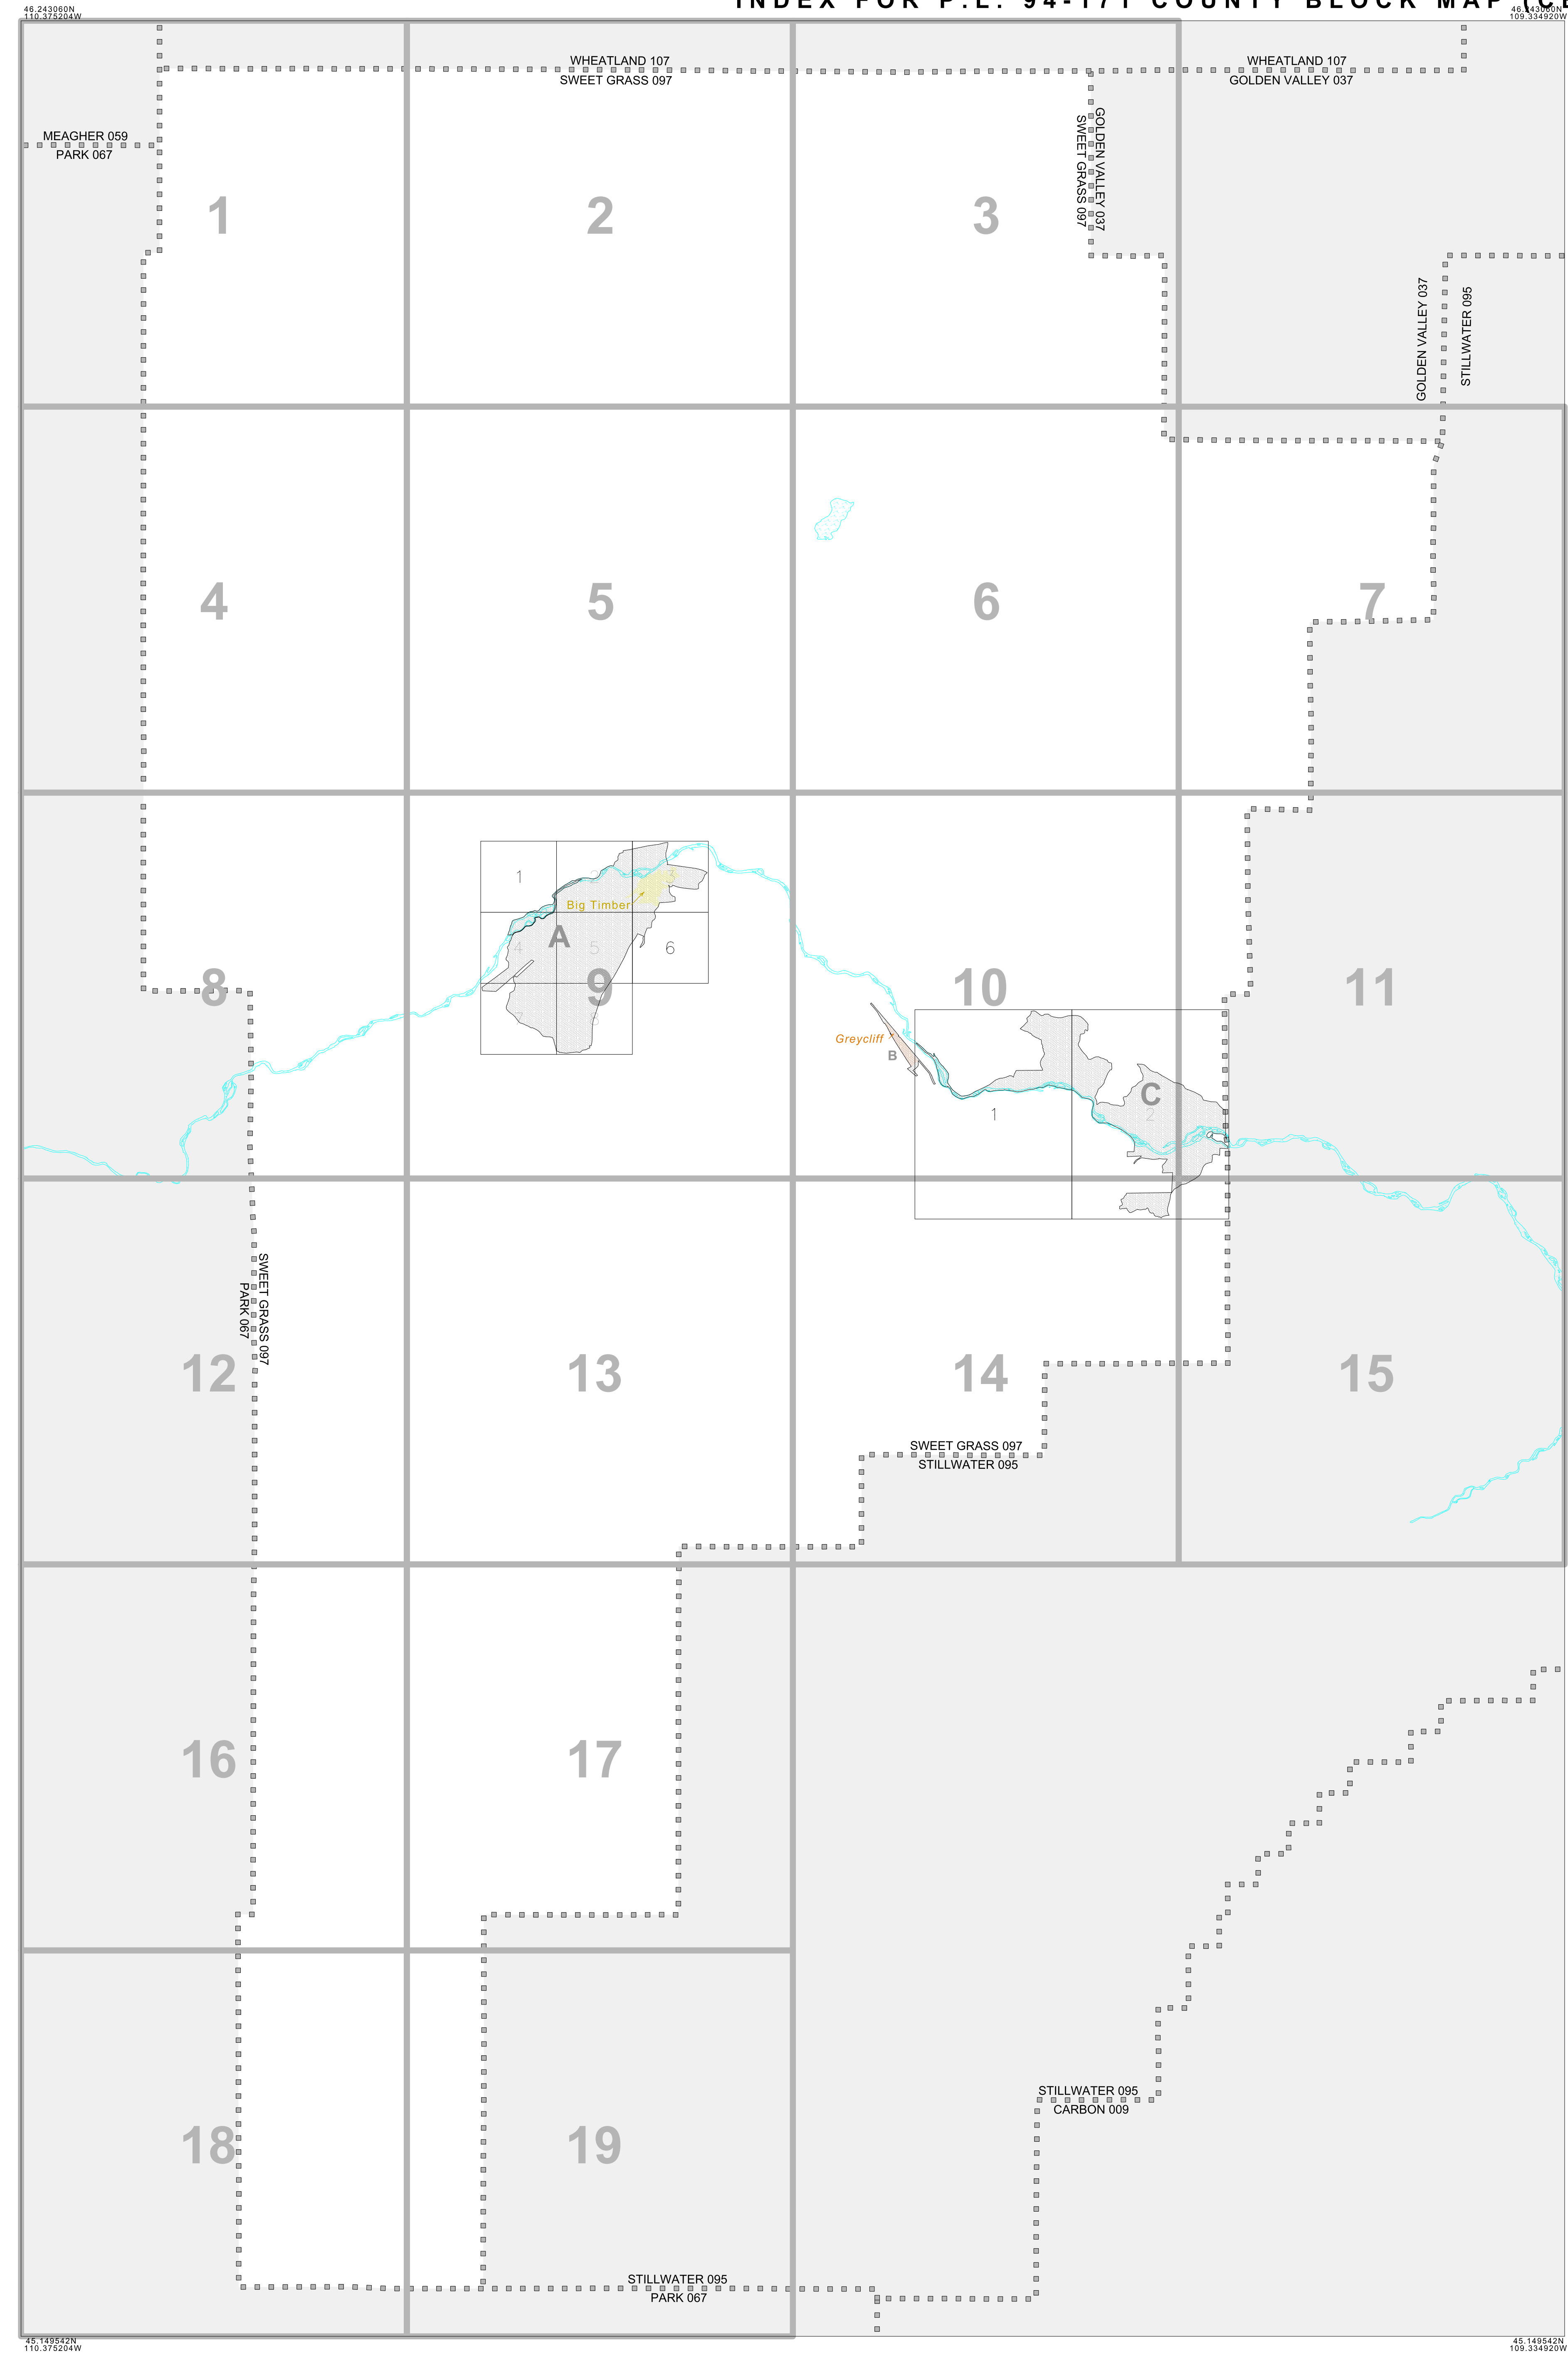 INDEX FOR P.L. 94-171 COUNTY BLOCK MAP
46.243060N
110.375204W
46.243060N
109.334920W
WHEATLAND 107
SWEET GRASS 097
WHEATLAND 107
GOLDEN VALLEY 037
MEAGHER 059
PARK 067
GOLDEN VALLEY 037
SWEET GRASS 097
1
2
3
GOLDEN VALLEY 037
STILLWATER 095
4
5
6
7
1
2
3
Big Timber
A
4
5
6
8
9
10
11
7
8
Greycliff
B
C
1
2
SWEET GRASS 097
PARK 067
12
13
14
15
SWEET GRASS 097
STILLWATER 095
16
17
STILLWATER 095
CARBON 009
18
19
STILLWATER 095
PARK 067
45.149542N
110.375204W
45.149542N
109.334920W